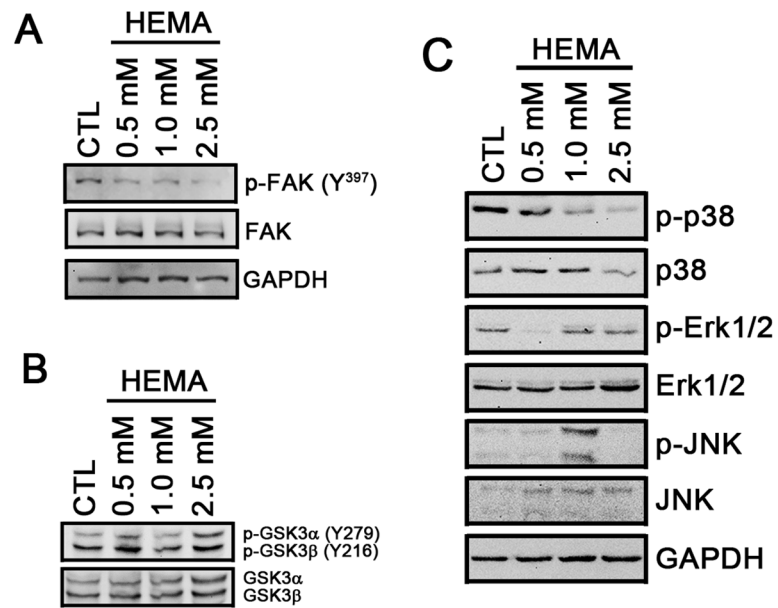 A
HEMA
CTL
0.5 mM
1.0 mM
2.5 mM
p-FAK (Y³⁹⁷)
FAK
GAPDH
B
HEMA
CTL
0.5 mM
1.0 mM
2.5 mM
p-GSK3α (Y279)
p-GSK3β (Y216)
GSK3α
GSK3β
C
HEMA
CTL
0.5 mM
1.0 mM
2.5 mM
p-p38
p38
p-Erk1/2
Erk1/2
p-JNK
JNK
GAPDH